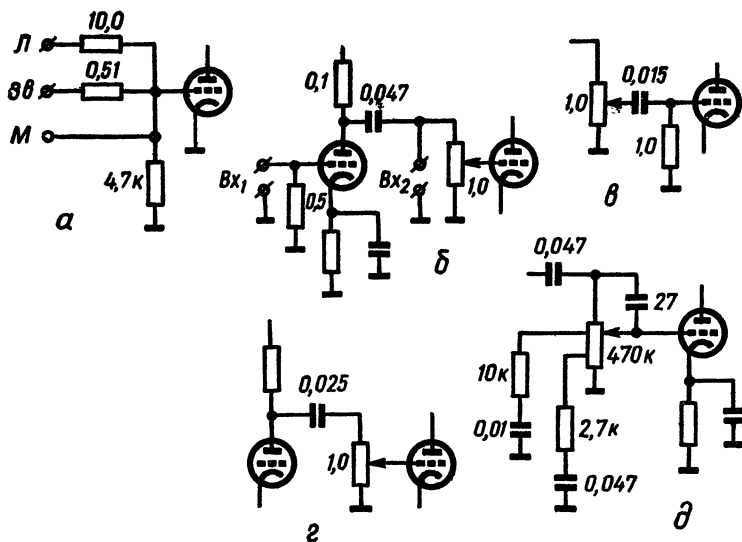 Л
10,0
зв
0,51
М
4,7к
а
0,1
0,047
Вх₁
0,5
Вх₂
1,0
б
1,0
0,015
1,0
в
0,025
1,0
г
0,047
27
470к
10к
0,01
2,7к
0,047
д